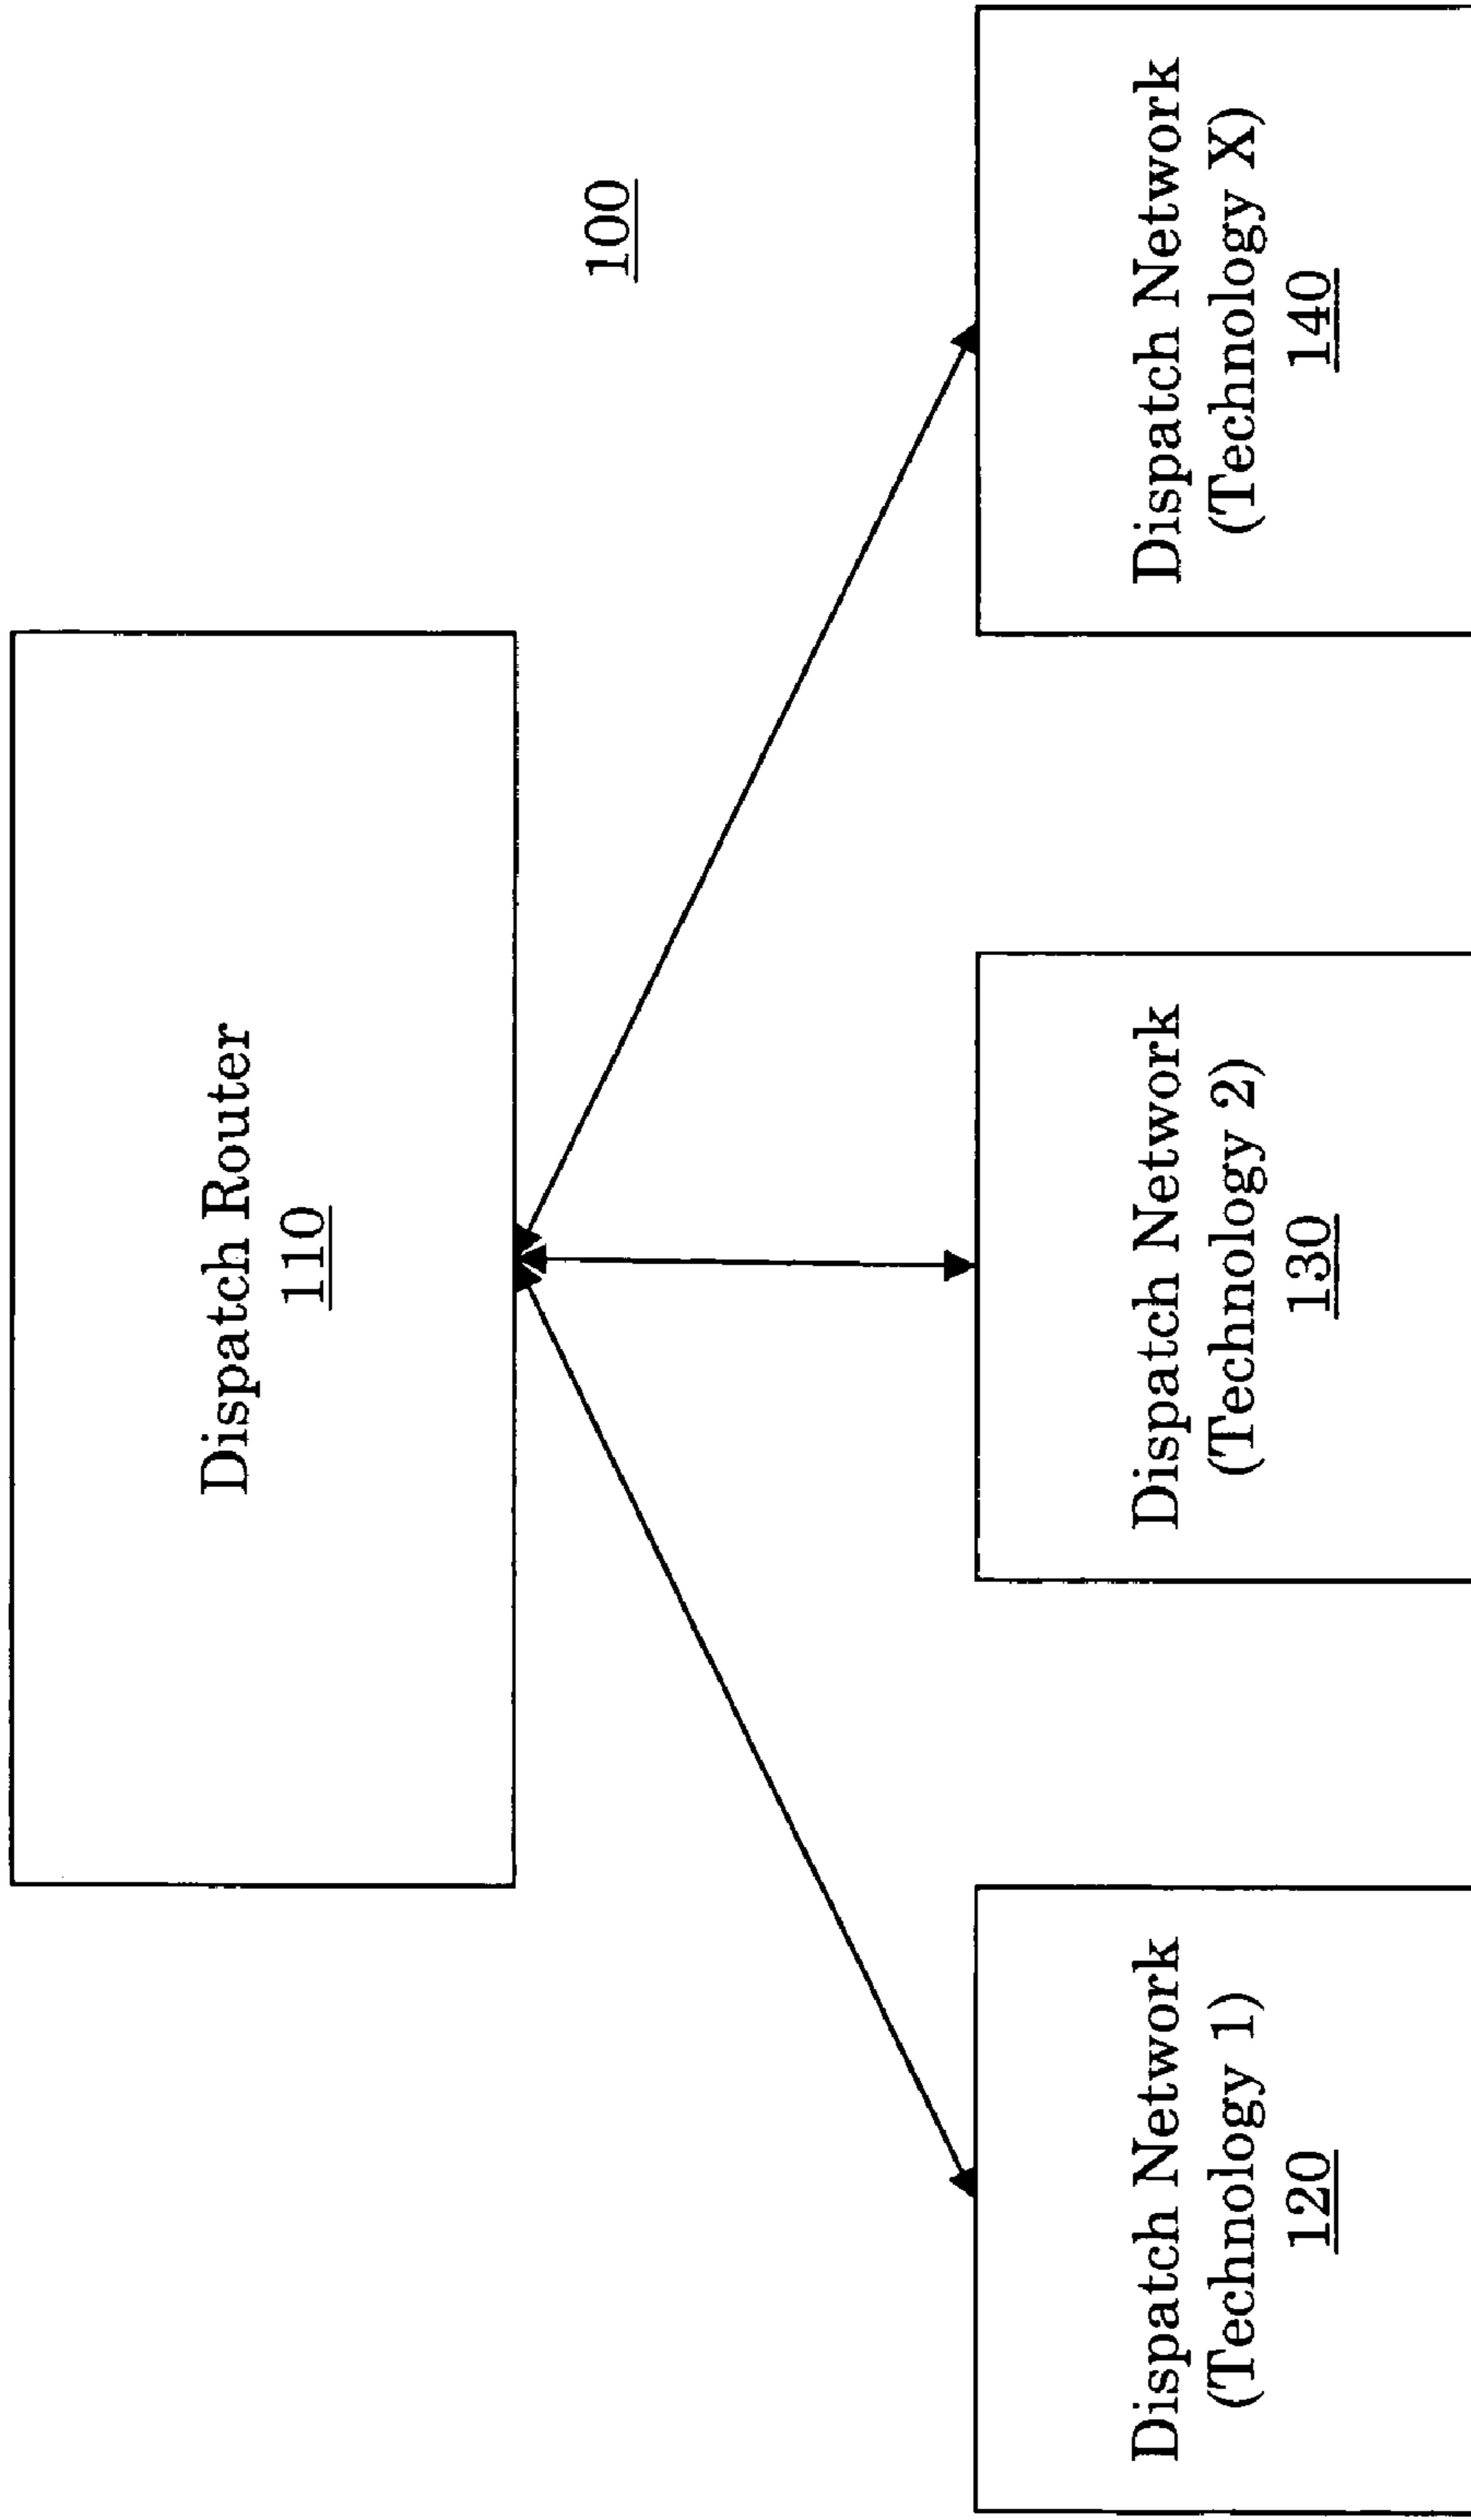 Dispatch Router
110
100
Dispatch Network
(Technology 1)
120
Dispatch Network
(Technology 2)
130
Dispatch Network
(Technology X)
140